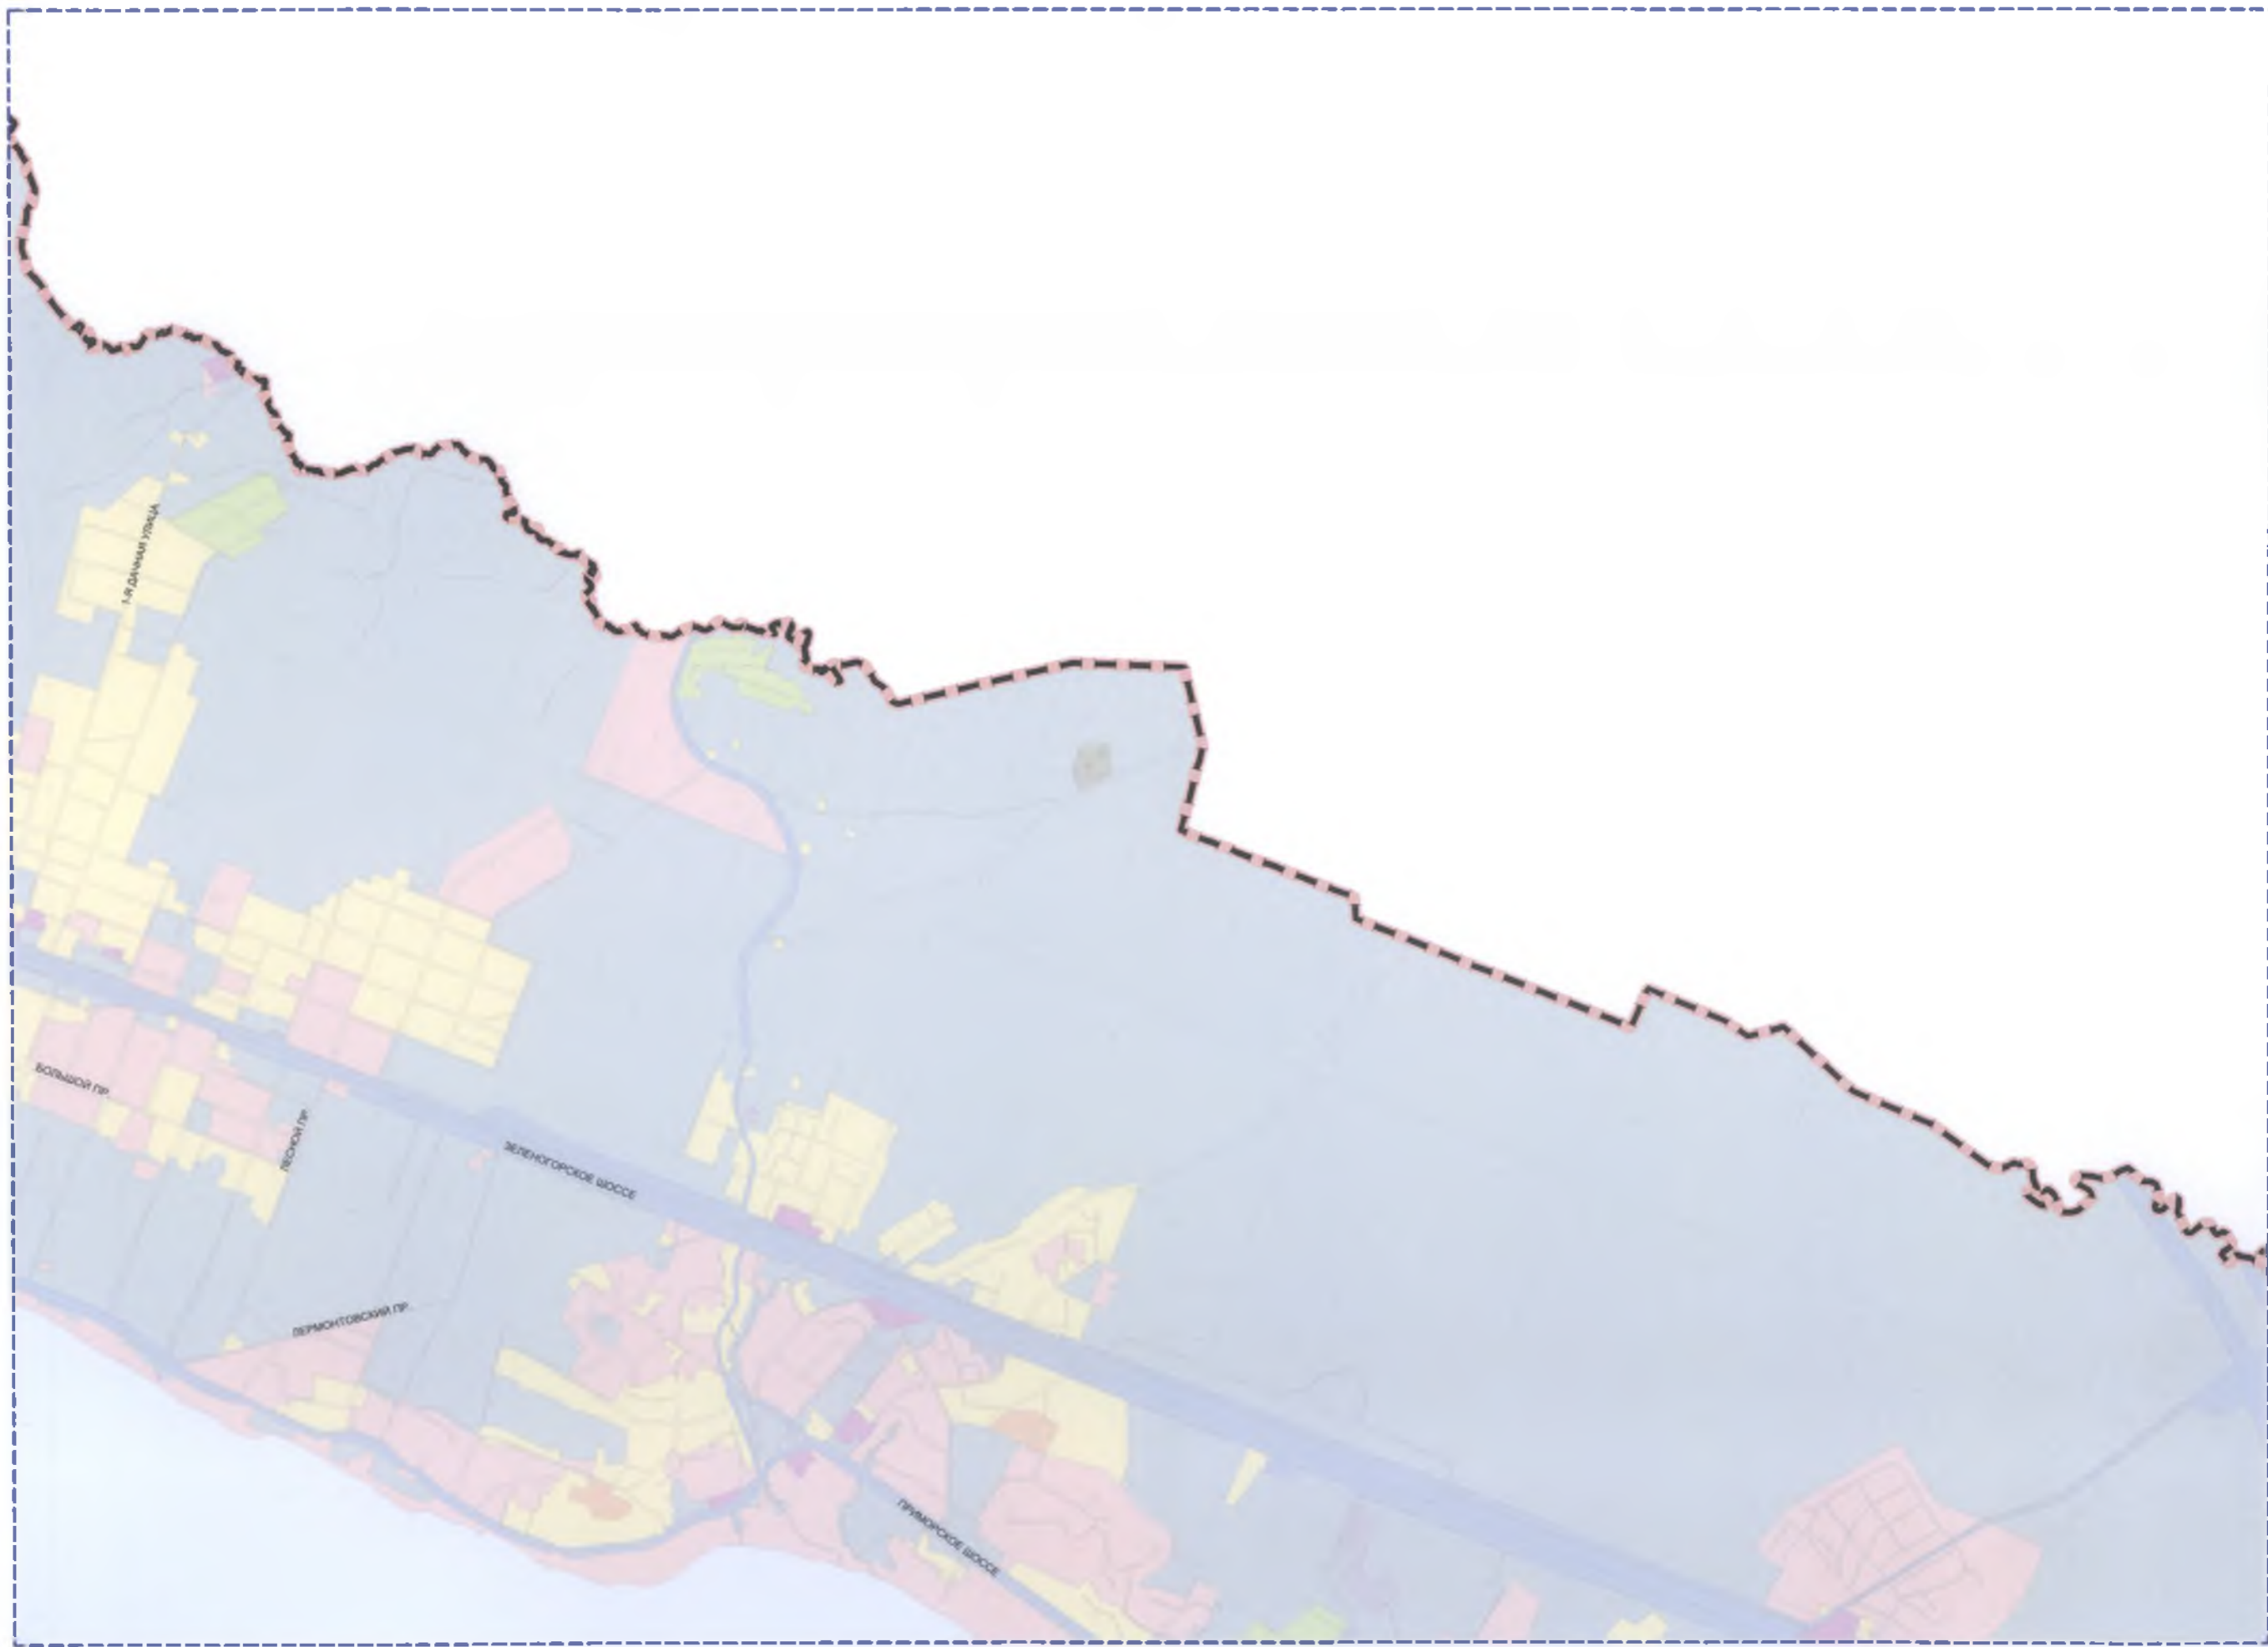 1-Я ДАЧНАЯ УЛИЦА
БОЛЬШОЙ ПР.
ЛЕСНОЙ ПР.
ЗЕЛЕНОГОРСКОЕ ШОССЕ
ЛЕРМОНТОВСКИЙ ПР.
ПРИМОРСКОЕ ШОССЕ